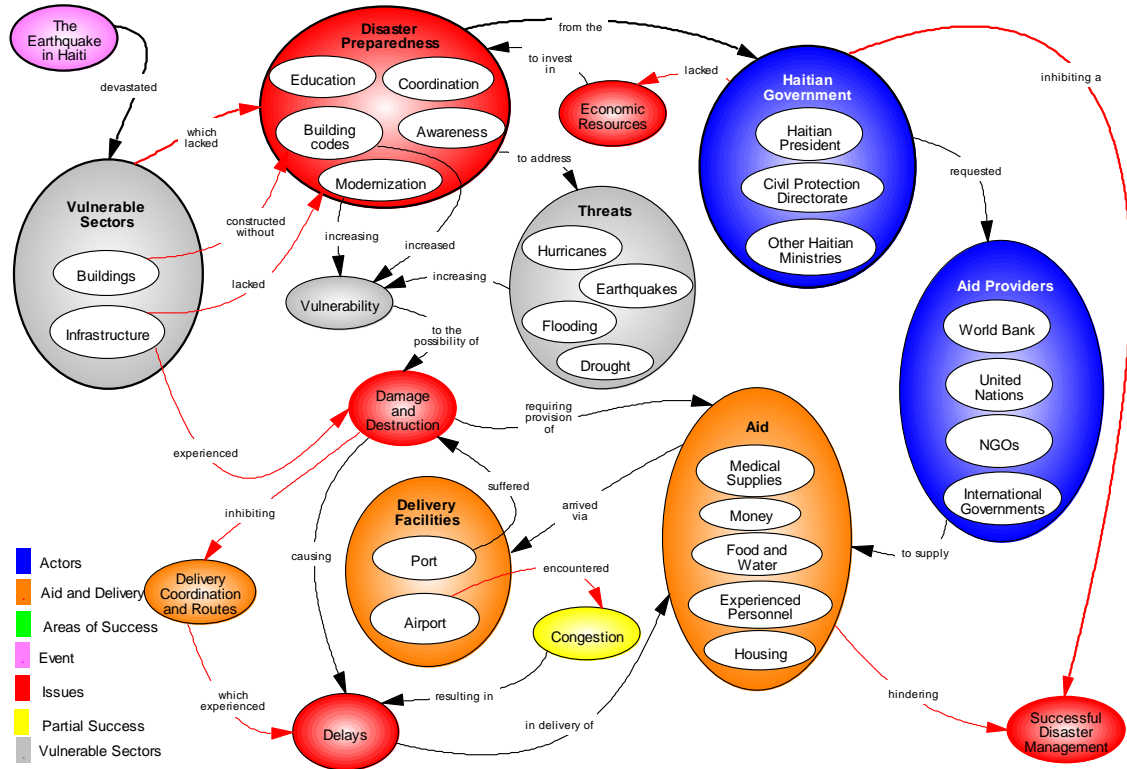 The
Earthquake
in Haiti
devastated
Disaster
Preparedness
Education
Coordination
Building
codes
Awareness
Modernization
from the
to invest
in
lacked
Economic
Resources
Haitian
Government
Haitian
President
Civil Protection
Directorate
Other Haitian
Ministries
inhibiting a
which
lacked
to address
requested
Vulnerable
Sectors
Buildings
Infrastructure
constructed
without
lacked
increasing
increased
increasing
Vulnerability
Threats
Hurricanes
Earthquakes
Flooding
Drought
Aid Providers
World Bank
United
Nations
NGOs
International
Governments
to the
possibility of
Damage
and
Destruction
requiring
provision
of
experienced
Aid
Medical
Supplies
Money
Food and
Water
Experienced
Personnel
Housing
suffered
arrived
via
inhibiting
causing
Delivery
Facilities
Port
Airport
encountered
to supply
Delivery
Coordination
and Routes
Congestion
which
experienced
resulting in
Delays
in delivery of
hindering
Successful
Disaster
Management
Actors
Aid and Delivery
Areas of Success
Event
Issues
Partial Success
Vulnerable Sectors